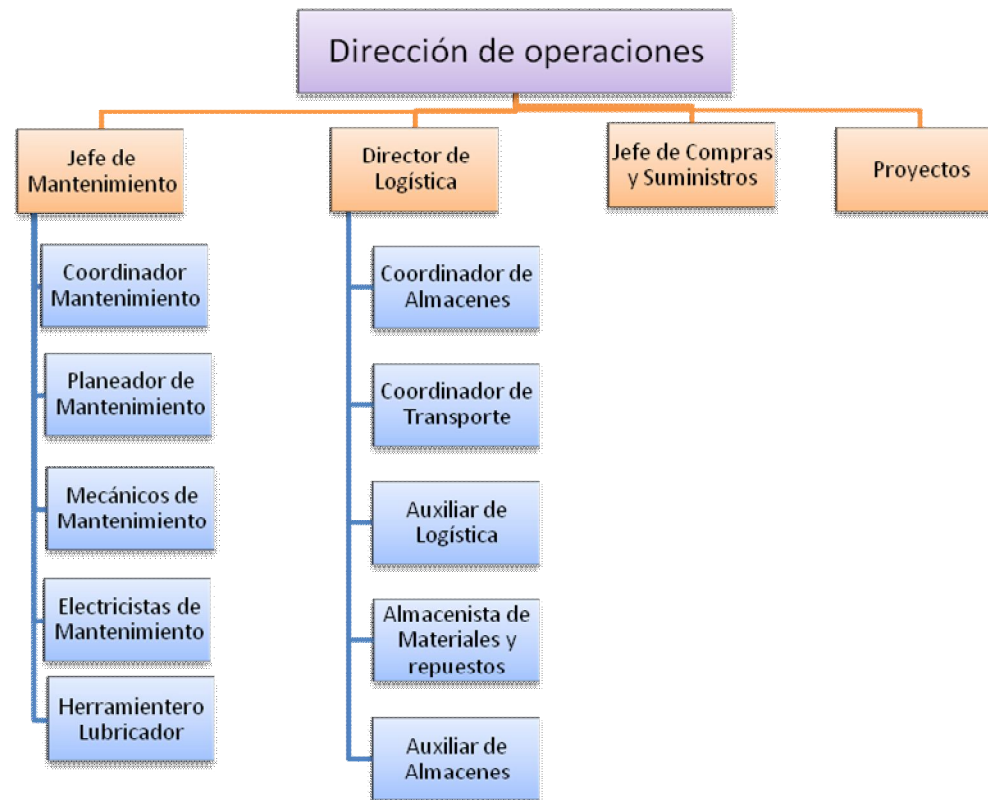 Dirección de operaciones
Jefe de
Mantenimiento
Director de
Logística
Jefe de Compras
y Suministros
Proyectos
Coordinador
Mantenimiento
Planeador de
Mantenimiento
Mecánicos de
Mantenimiento
Electricistas de
Mantenimiento
Herramientero
Lubricador
Coordinador de
Almacenes
Coordinador de
Transporte
Auxiliar de
Logística
Almacenista de
Materiales y
repuestos
Auxiliar de
Almacenes